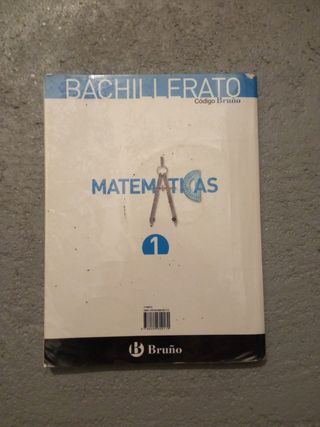 BACHILLERATO
Código Bruño
MATEMÁTICAS
1
Bruño